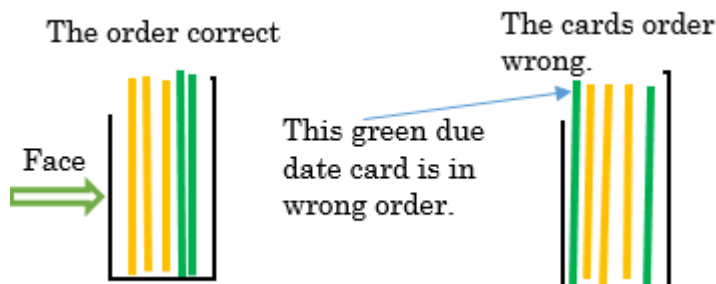 The order correct
Face
The cards order
wrong.
This green due
date card is in
wrong order.